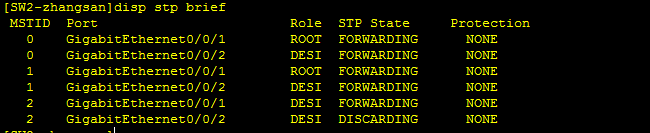 [SW2-zhangsan]disp stp brief
MSTID Port Role STP State Protection
0 GigabitEthernet0/0/1 ROOT FORWARDING NONE
0 GigabitEthernet0/0/2 DESI FORWARDING NONE
1 GigabitEthernet0/0/1 ROOT FORWARDING NONE
1 GigabitEthernet0/0/2 DESI FORWARDING NONE
2 GigabitEthernet0/0/1 DESI FORWARDING NONE
2 GigabitEthernet0/0/2 DESI DISCARDING NONE
[SW2-zhangsan]